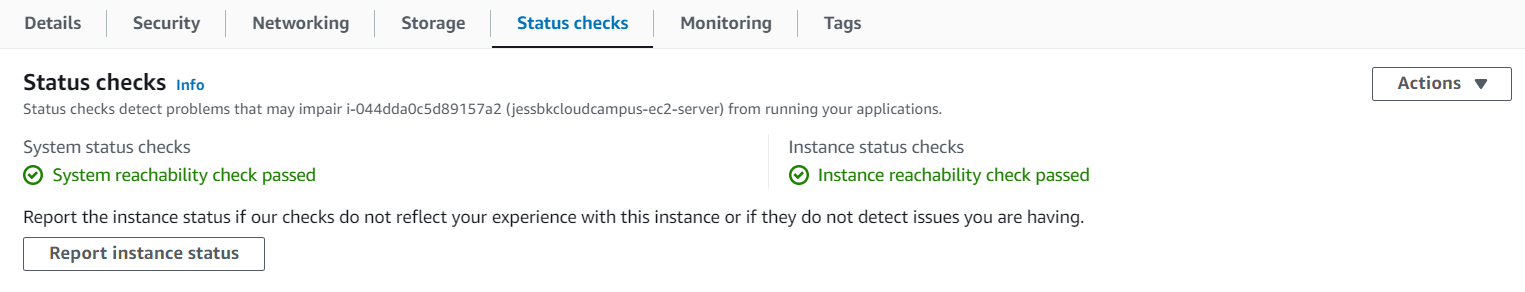 Details Security Networking Storage Status checks Monitoring Tags
Status checks Info
Actions
Status checks detect problems that may impair i-044dda0c5d89157a2 (jessbkcloudcampus-ec2-server) from running your applications.
System status checks
System reachability check passed
Instance status checks
Instance reachability check passed
Report the instance status if our checks do not reflect your experience with this instance or if they do not detect issues you are having.
Report instance status